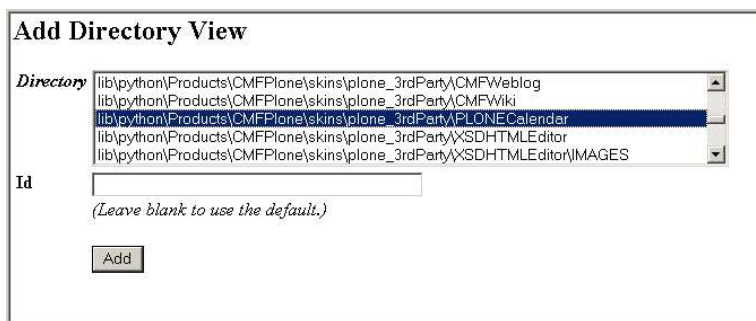 Add Directory View
Directory
lib\python\Products\CMFPlone\skins\plone_3rdParty\CMFWeblog
lib\python\Products\CMFPlone\skins\plone_3rdParty\CMFWiki
lib\python\Products\CMFPlone\skins\plone_3rdParty\PLONECalendar
lib\python\Products\CMFPlone\skins\plone_3rdParty\XSDHTMLEditor
lib\python\Products\CMFPlone\skins\plone_3rdParty\XSDHTMLEditor\IMAGES
Id
(Leave blank to use the default.)
Add